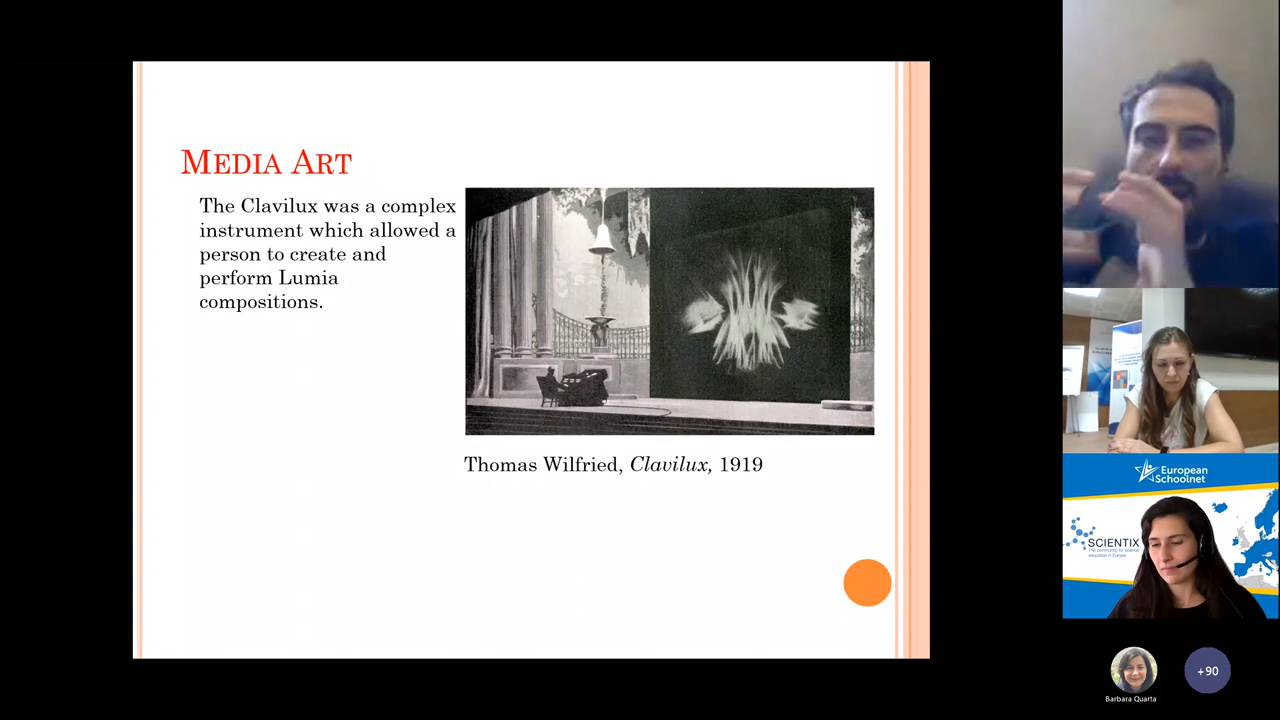 MEDIA ART
The Clavilux was a complex
instrument which allowed a
person to create and
perform Lumia
compositions.
Thomas Wilfried, Clavilux, 1919
European
Schoolnet
SCIENTIX
The community for science
education in Europe
Barbara Quarta
+90